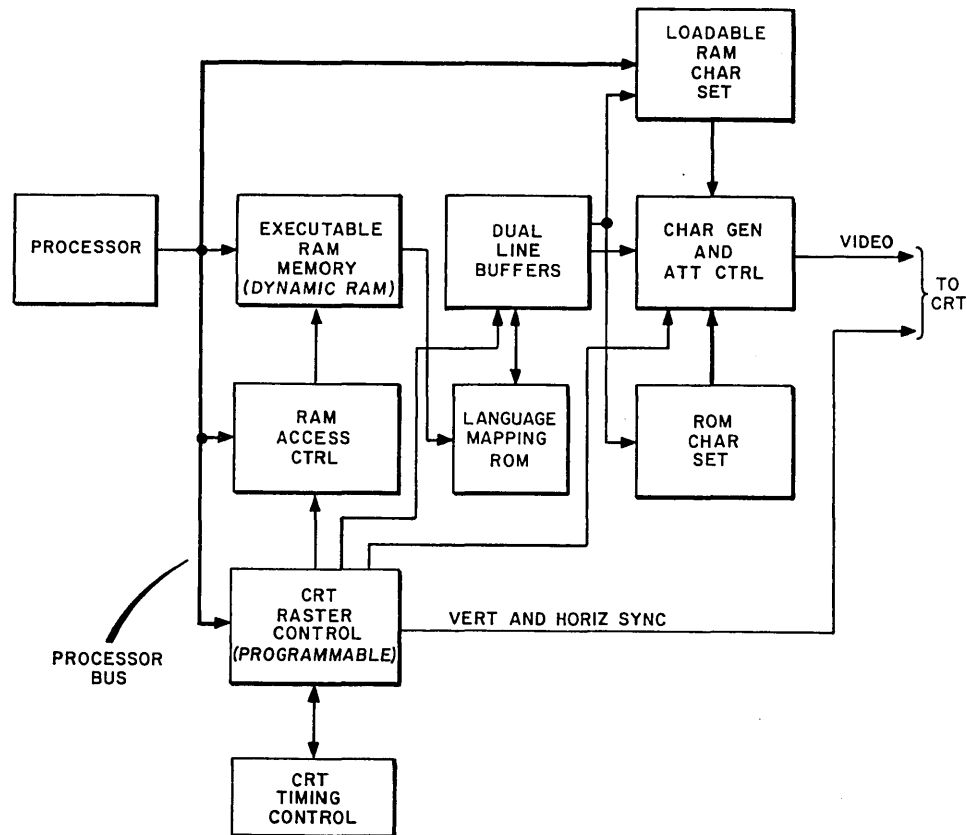 LOADABLE
RAM
CHAR
SET
PROCESSOR
EXECUTABLE
RAM
MEMORY
(DYNAMIC RAM)
DUAL
LINE
BUFFERS
CHAR GEN
AND
ATT CTRL
VIDEO
TO
CRT
RAM
ACCESS
CTRL
LANGUAGE
MAPPING
ROM
ROM
CHAR
SET
CRT
RASTER
CONTROL
(PROGRAMMABLE)
VERT AND HORIZ SYNC
PROCESSOR
BUS
CRT
TIMING
CONTROL